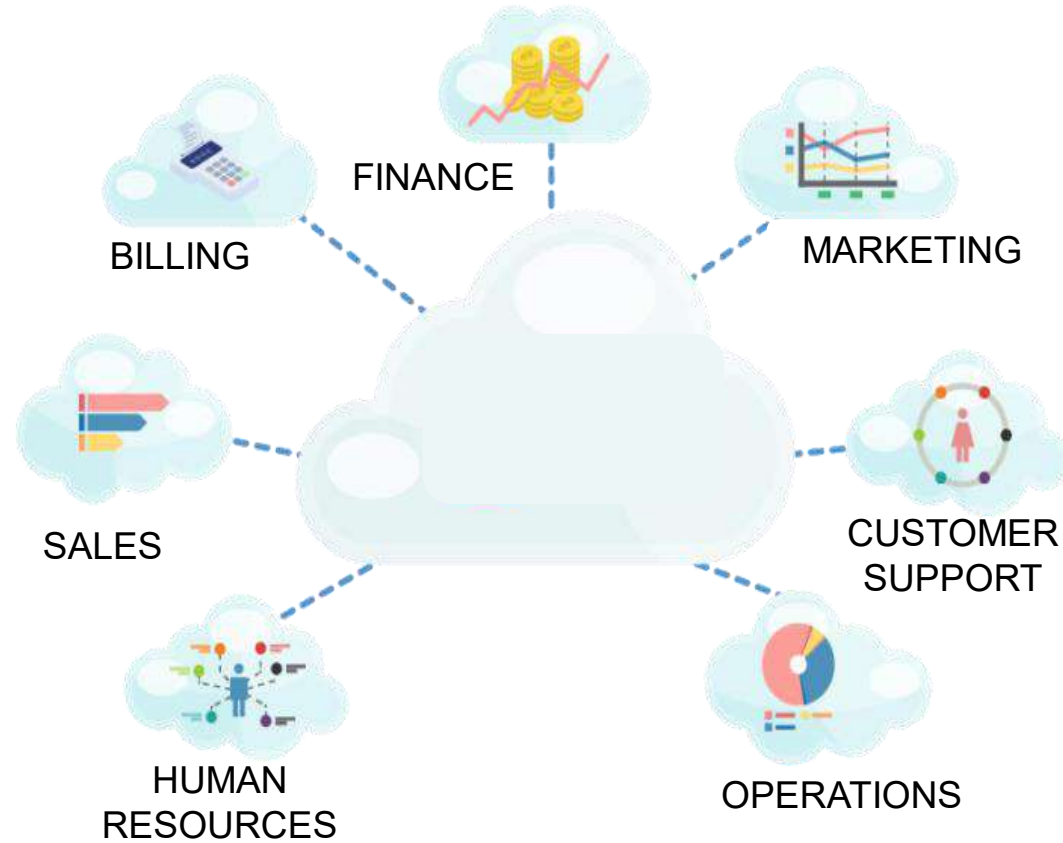 FINANCE
BILLING
MARKETING
SALES
CUSTOMER
SUPPORT
HUMAN
RESOURCES
OPERATIONS